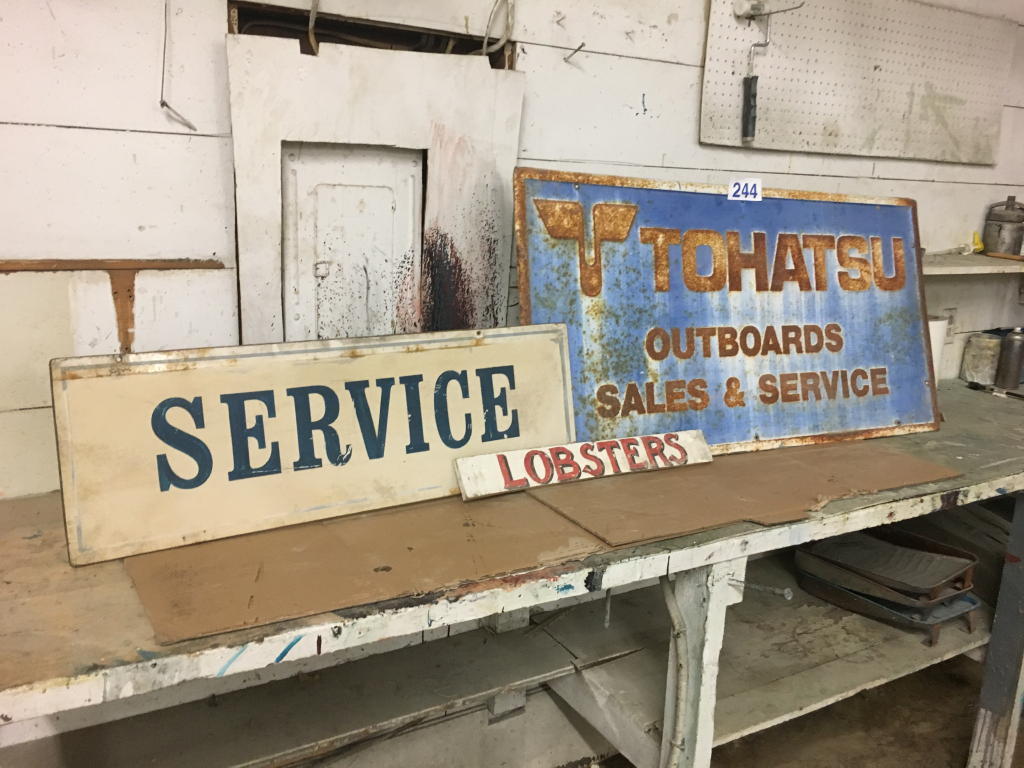 244
TOHATSU
OUTBOARDS
SALES & SERVICE
SERVICE
LOBSTERS